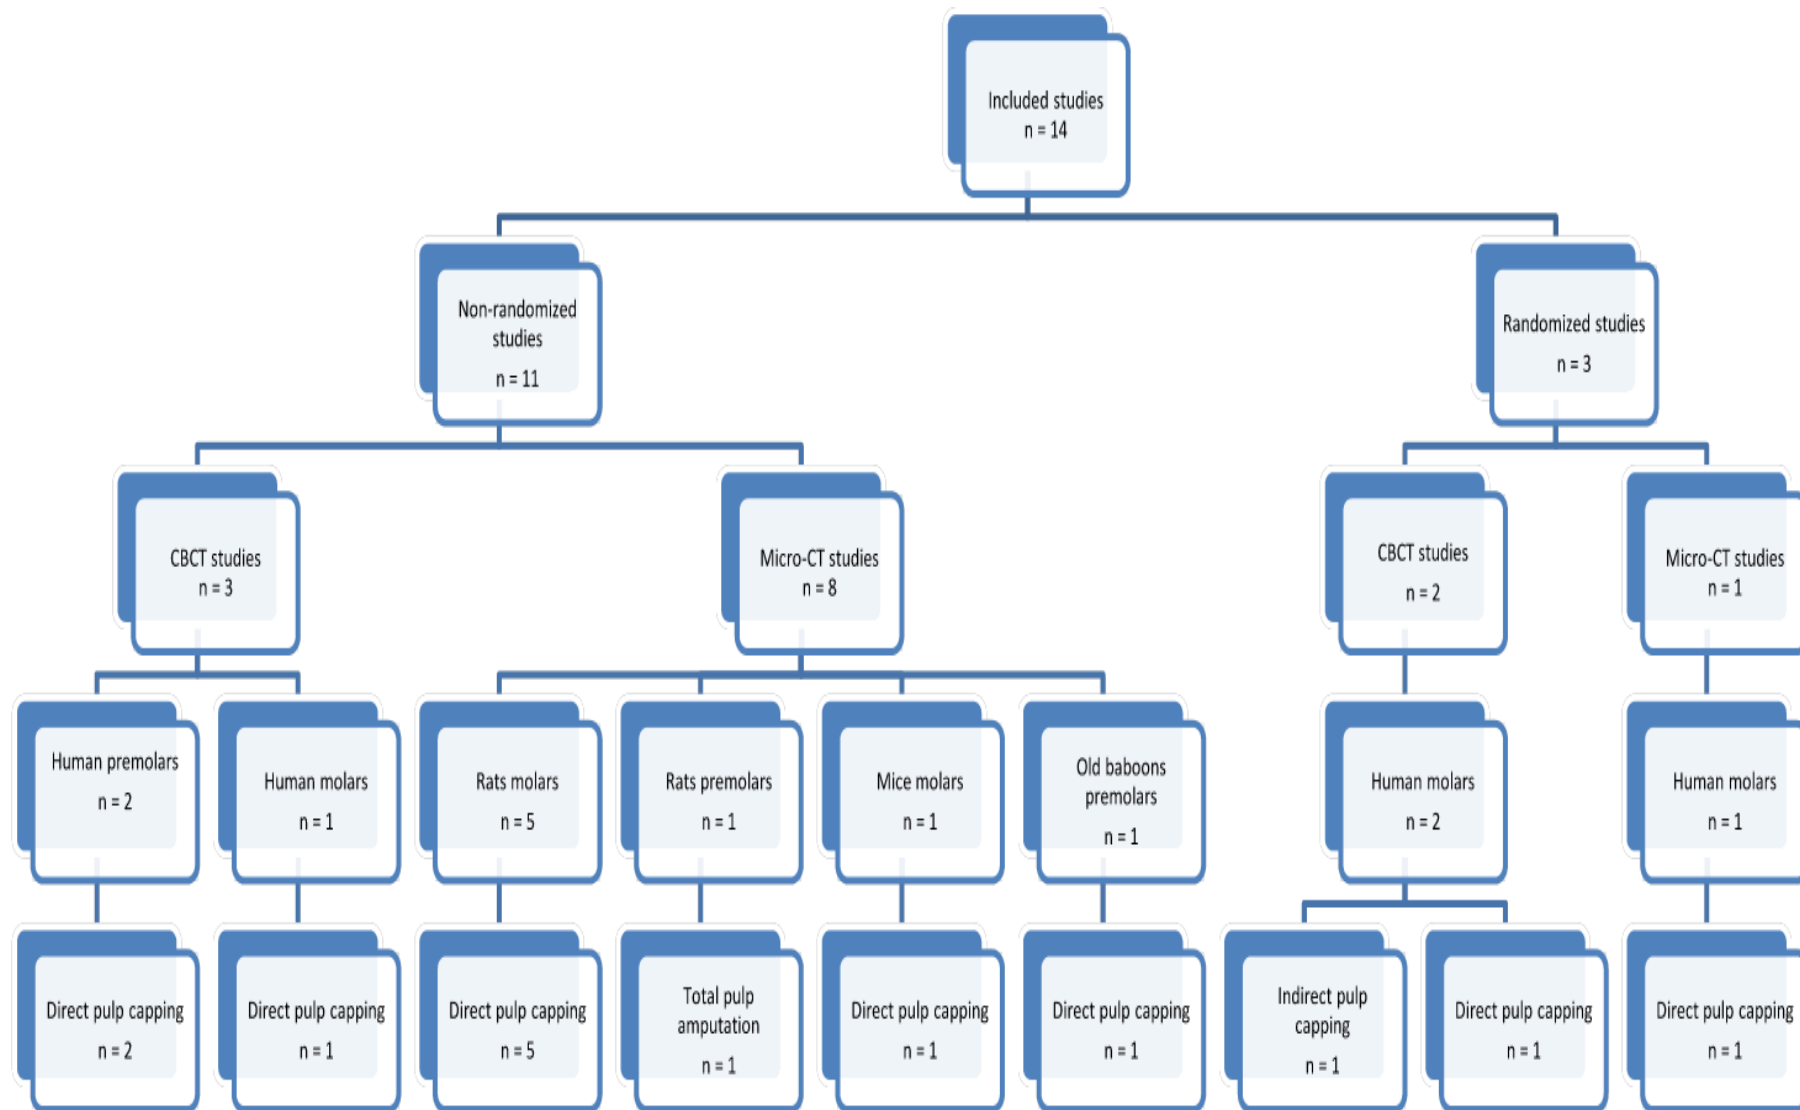 Included studies
n = 14
Non-randomized
studies
n = 11
Randomized studies
n = 3
CBCT studies
n = 3
Micro-CT studies
n = 8
CBCT studies
n = 2
Micro-CT studies
n = 1
Human premolars
n = 2
Human molars
n = 1
Rats molars
n = 5
Rats premolars
n = 1
Mice molars
n = 1
Old baboons
premolars
n = 1
Human molars
n = 2
Human molars
n = 1
Direct pulp capping
n = 2
Direct pulp capping
n = 1
Direct pulp capping
n = 5
Total pulp
amputation
n = 1
Direct pulp capping
n = 1
Direct pulp capping
n = 1
Indirect pulp
capping
n = 1
Direct pulp capping
n = 1
Direct pulp capping
n = 1